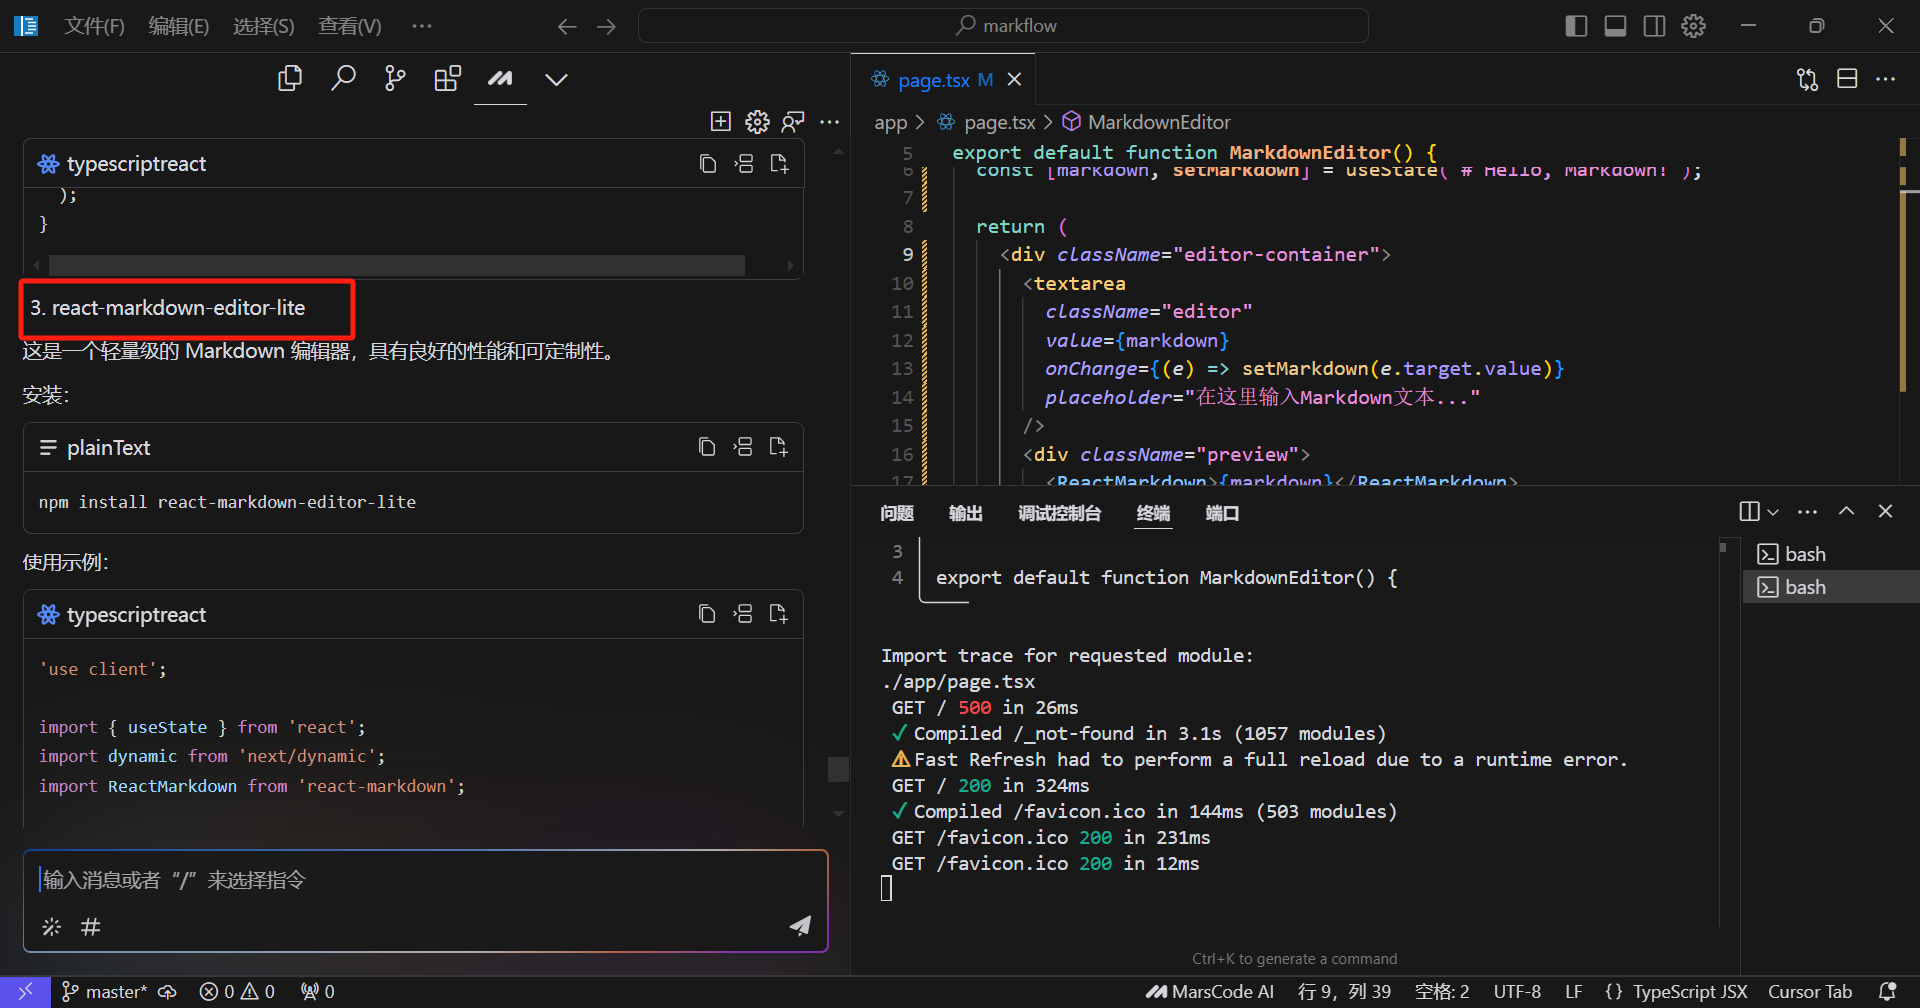 文件(F) 编辑(E) 选择(S) 查看(V) ··· markflow
typescriptreact
);
}
3. react-markdown-editor-lite
这是一个轻量级的 Markdown 编辑器，具有良好的性能和可定制性。
安装：
plainText
npm install react-markdown-editor-lite
使用示例：
typescriptreact
'use client';
import { useState } from 'react';
import dynamic from 'next/dynamic';
import ReactMarkdown from 'react-markdown';
输入消息或者 “/” 来选择指令
page.tsx M
app > page.tsx > MarkdownEditor
5 export default function MarkdownEditor() {
6 const [markdown, setMarkdown] = useState( # Hello, Markdown! );
7
8 return (
9 <div className="editor-container">
10 <textarea
11 className="editor"
12 value={markdown}
13 onChange={(e) => setMarkdown(e.target.value)}
14 placeholder="在这里输入Markdown文本..."
15 />
16 <div className="preview">
17 <ReactMarkdown>{markdown}</ReactMarkdown>
问题 输出 调试控制台 终端 端口
3
4 export default function MarkdownEditor() {
Import trace for requested module:
./app/page.tsx
GET / 500 in 26ms
✓ Compiled /_not-found in 3.1s (1057 modules)
⚠ Fast Refresh had to perform a full reload due to a runtime error.
GET / 200 in 324ms
✓ Compiled /favicon.ico in 144ms (503 modules)
GET /favicon.ico 200 in 231ms
GET /favicon.ico 200 in 12ms
bash
bash
Ctrl+K to generate a command
master* 0 0 0 MarsCode AI 行 9，列 39 空格: 2 UTF-8 LF {} TypeScript JSX Cursor Tab